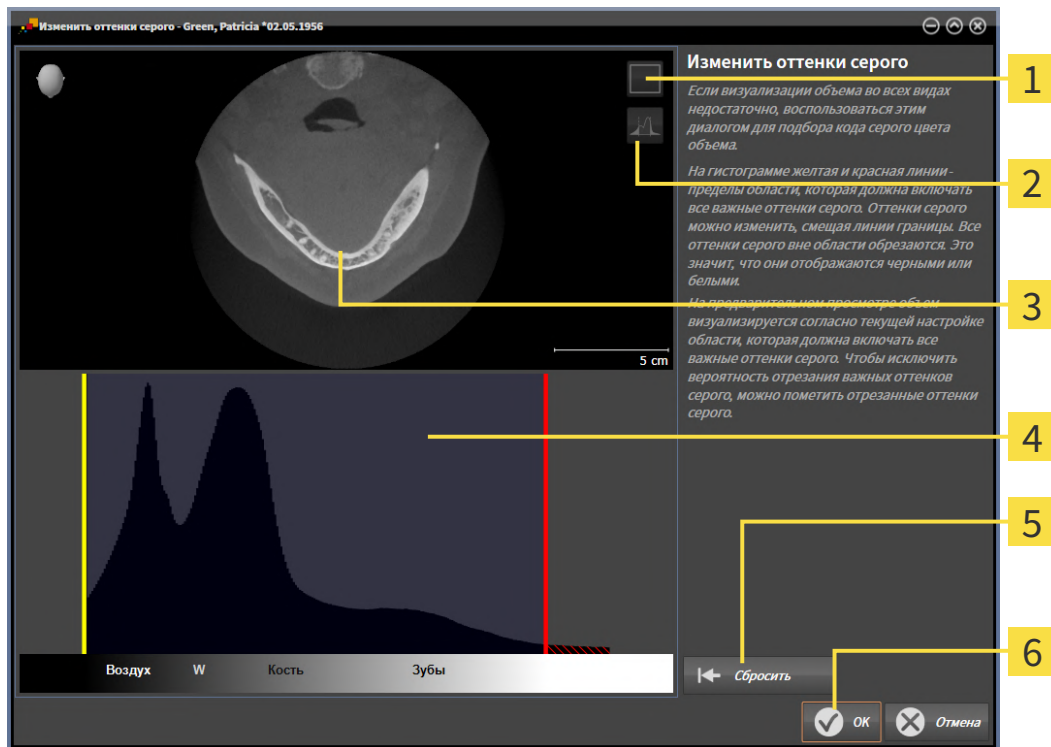 Изменить оттенки серого - Green, Patricia *02.05.1956
Изменить оттенки серого
Если визуализации объема во всех видах
недостаточно, воспользоваться этим
диалогом для подбора кода серого цвета
объема.
На гистограмме желтая и красная линии -
пределы области, которая должна включать
все важные оттенки серого. Оттенки серого
можно изменить, смещая линии границы. Все
оттенки серого вне области обрезаются. Это
значит, что они отображаются черными или
белыми.
На предварительном просмотре объем
визуализируется согласно текущей настройке
области, которая должна включать все
важные оттенки серого. Чтобы исключить
вероятность отрезания важных оттенков
серого, можно пометить отрезанные оттенки
серого.
5 cm
Воздух W Кость Зубы
Сбросить
OK Отмена
1
2
3
4
5
6